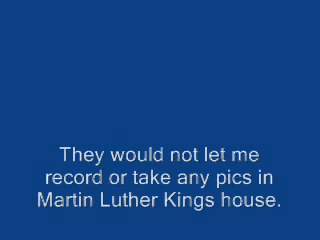 They would not let me
record or take any pics in
Martin Luther Kings house.